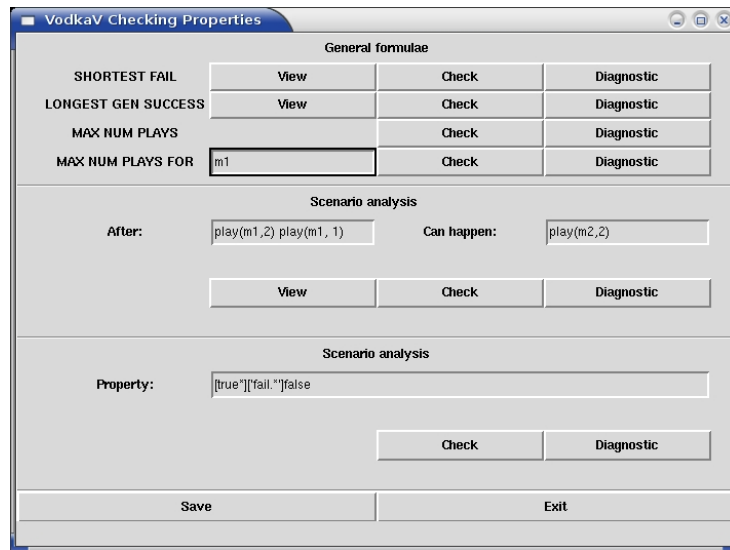 VodkaV Checking Properties
General formulae
SHORTEST FAIL View Check Diagnostic
LONGEST GEN SUCCESS View Check Diagnostic
MAX NUM PLAYS Check Diagnostic
MAX NUM PLAYS FOR m1 Check Diagnostic
Scenario analysis
After: play(m1,2) play(m1, 1) Can happen: play(m2,2)
View Check Diagnostic
Scenario analysis
Property: [true*]['fail.*']false
Check Diagnostic
Save Exit